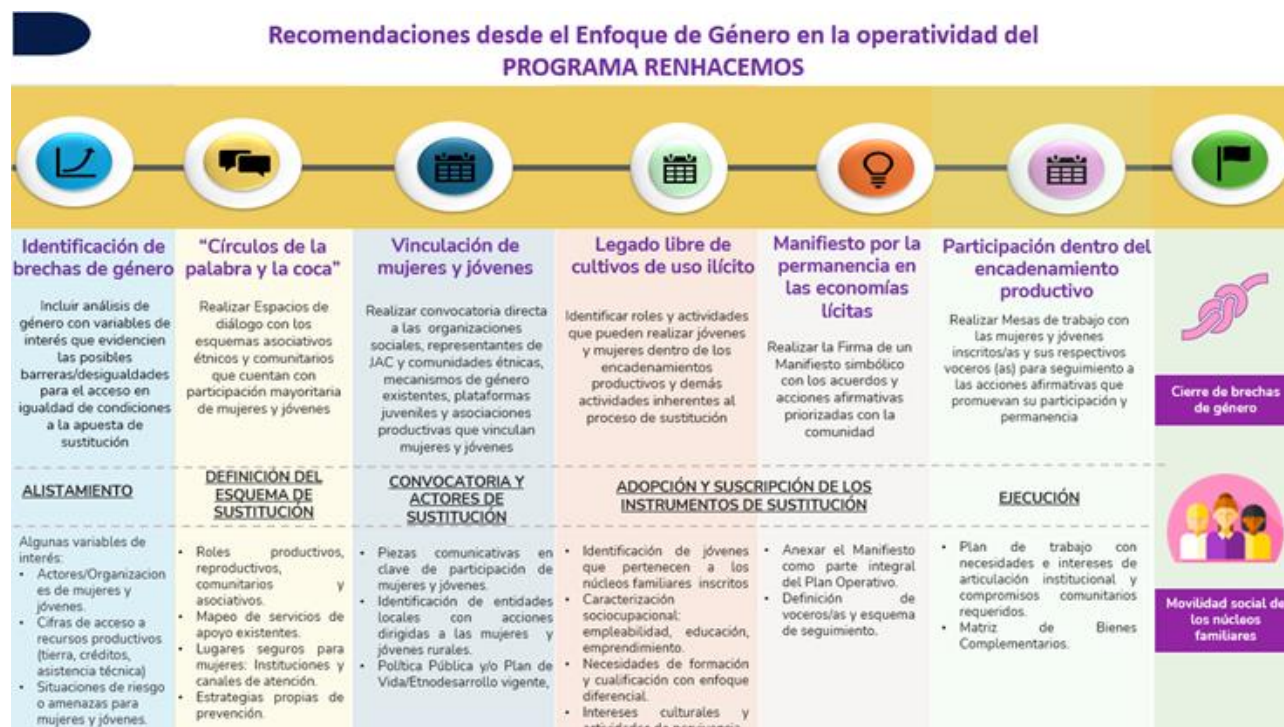 Recomendaciones desde el Enfoque de Género en la operatividad del
PROGRAMA RENHACEMOS
Identificación de
brechas de género
Incluir análisis de
género con variables de
interés que evidencien
las posibles
barreras/desigualdades
para el acceso en
igualdad de condiciones
a la apuesta de
sustitución
ALISTAMIENTO
Algunas variables de
interés:
• Actores/Organizacion
es de mujeres y
jóvenes.
• Cifras de acceso a
recursos productivos
(tierra, créditos,
asistencia técnica)
• Situaciones de riesgo
o amenazas para
mujeres y jóvenes.
“Círculos de la
palabra y la coca”
Realizar Espacios de
diálogo con los
esquemas asociativos
étnicos y comunitarios
que cuentan con
participación mayoritaria
de mujeres y jóvenes
DEFINICIÓN DEL
ESQUEMA DE
SUSTITUCIÓN
• Roles productivos,
reproductivos,
comunitarios y
asociativos.
• Mapeo de servicios de
apoyo existentes.
• Lugares seguros para
mujeres: Instituciones y
canales de atención.
• Estrategias propias de
prevención.
Vinculación de
mujeres y jóvenes
Realizar convocatoria directa
a las organizaciones
sociales, representantes de
JAC y comunidades étnicas,
mecanismos de género
existentes, plataformas
juveniles y asociaciones
productivas que vinculan
mujeres y jóvenes
CONVOCATORIA Y
ACTORES DE
SUSTITUCIÓN
• Piezas comunicativas en
clave de participación de
mujeres y jóvenes.
• Identificación de entidades
locales con acciones
dirigidas a las mujeres y
jóvenes rurales.
• Política Pública y/o Plan de
Vida/Etnodesarrollo vigente,
Legado libre de
cultivos de uso ilícito
Identificar roles y actividades
que pueden realizar jóvenes
y mujeres dentro de los
encadenamientos
productivos y demás
actividades inherentes al
proceso de sustitución
ADOPCIÓN Y SUSCRIPCIÓN DE LOS
INSTRUMENTOS DE SUSTITUCIÓN
• Identificación de jóvenes
que pertenecen a los
núcleos familiares inscritos
• Caracterización
sociocupacional:
empleabilidad, educación,
emprendimiento.
• Necesidades de formación
y cualificación con enfoque
diferencial.
• Intereses culturales y
Manifiesto por la
permanencia en
las economías
lícitas
Realizar la Firma de un
Manifiesto simbólico
con los acuerdos y
acciones afirmativas
priorizadas con la
comunidad
• Anexar el Manifiesto
como parte integral
del Plan Operativo.
• Definición de
voceros/as y esquema
de seguimiento.
Participación dentro del
encadenamiento
productivo
Realizar Mesas de trabajo con
las mujeres y jóvenes
inscritos/as y sus respectivos
voceros (as) para seguimiento a
las acciones afirmativas que
promuevan su participación y
permanencia
EJECUCIÓN
• Plan de trabajo con
necesidades e intereses de
articulación institucional y
compromisos comunitarios
requeridos.
• Matriz de Bienes
Complementarios.
Cierre de brechas
de género
Movilidad social de
los núcleos
familiares